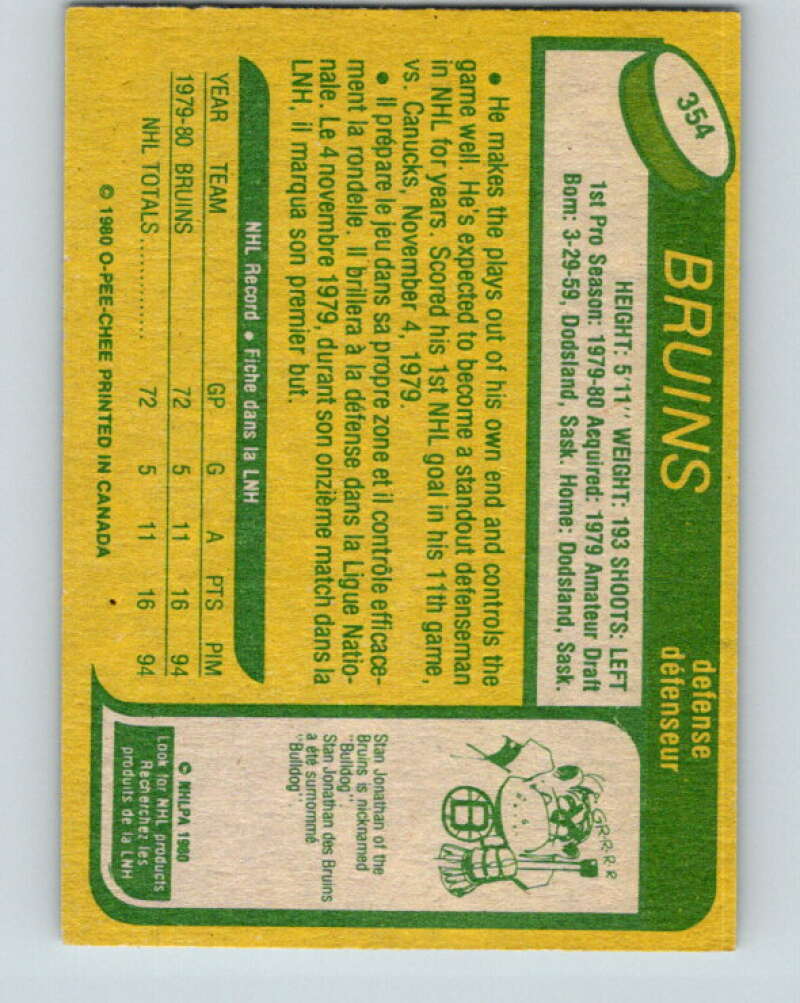 354
BRUINS
defense
défenseur
HEIGHT: 5'11" WEIGHT: 193 SHOOTS: LEFT
1st Pro Season: 1979-80 Acquired: 1979 Amateur Draft
Born: 3-29-59, Dodsland, Sask. Home: Dodsland, Sask.
• He makes the plays out of his own end and controls the
game well. He's expected to become a standout defenseman
in NHL for years. Scored his 1st NHL goal in his 11th game,
vs. Canucks, November 4, 1979.
• Il prépare le jeu dans sa propre zone et il contrôle efficace-
ment la rondelle. Il brillera à la défense dans la Ligue Natio-
nale. Le 4 novembre 1979, durant son onzième match dans la
LNH, il marqua son premier but.
NHL Record • Fiche dans la LNH
YEAR TEAM GP G A PTS PIM
1979-80 BRUINS 72 5 11 16 94
NHL TOTALS .............. 72 5 11 16 94
© 1980 O-PEE-CHEE PRINTED IN CANADA
GRRRR
Stan Jonathan of the
Bruins is nicknamed
"Bulldog"
Stan Jonathan des Bruins
a été surnommé
"Bulldog"
© NHLPA 1980
Look for NHL products
Recherchez les
produits de la LNH